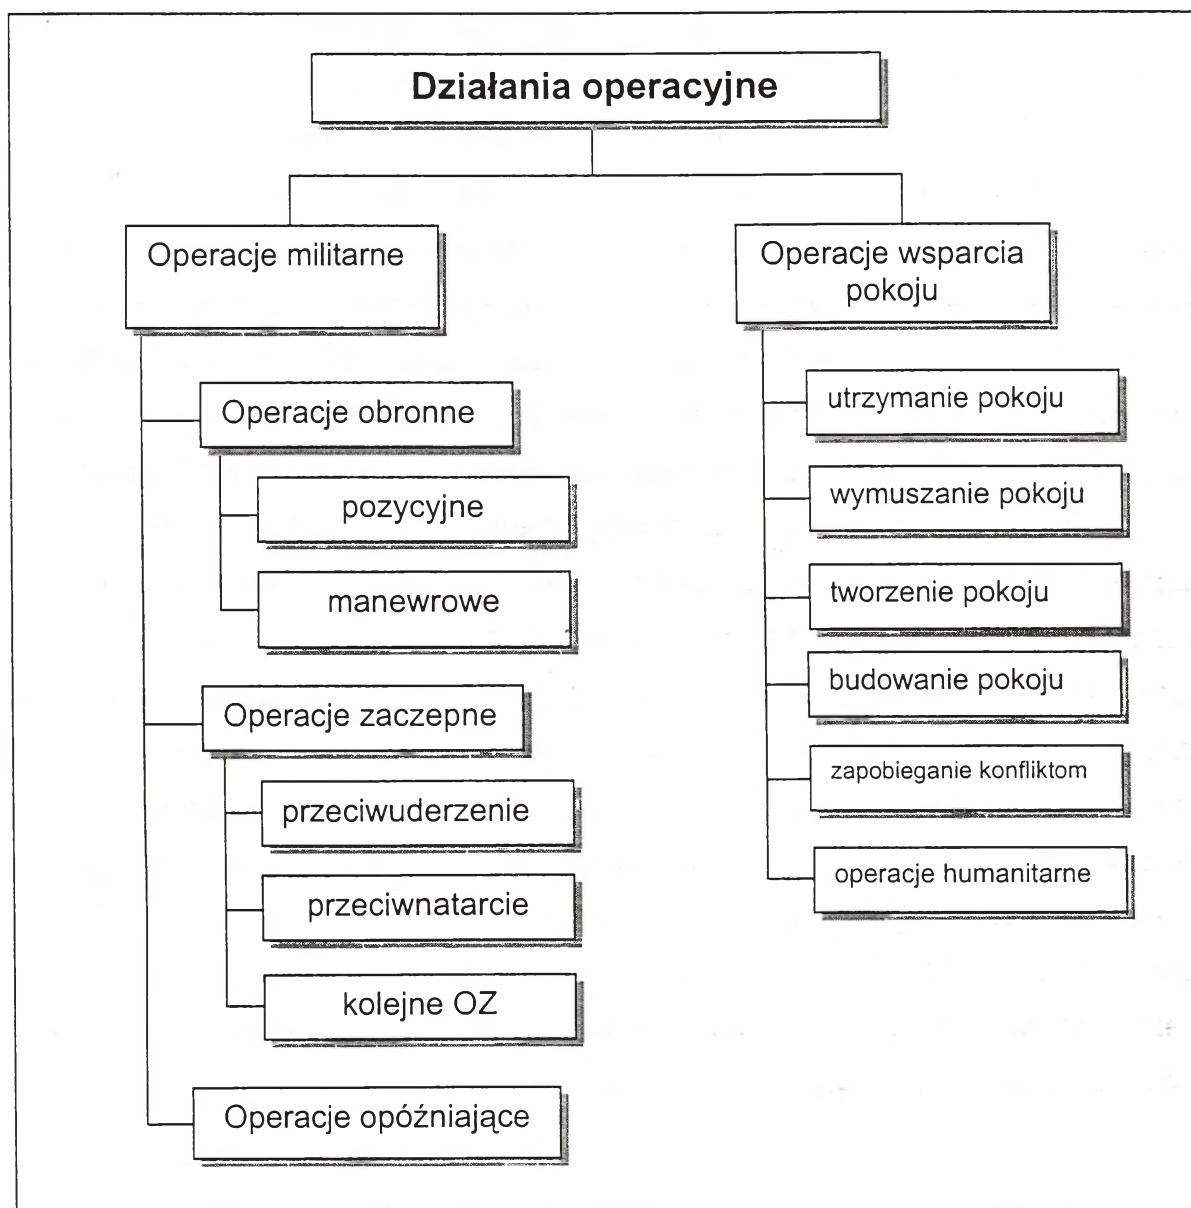 Działania operacyjne
Operacje militarne
Operacje obronne
pozycyjne
manewrowe
Operacje zaczepne
przeciwuderzenie
przeciwnatarcie
kolejne OZ
Operacje opóźniające
Operacje wsparcia
pokoju
utrzymanie pokoju
wymuszanie pokoju
tworzenie pokoju
budowanie pokoju
zapobieganie konfliktom
operacje humanitarne